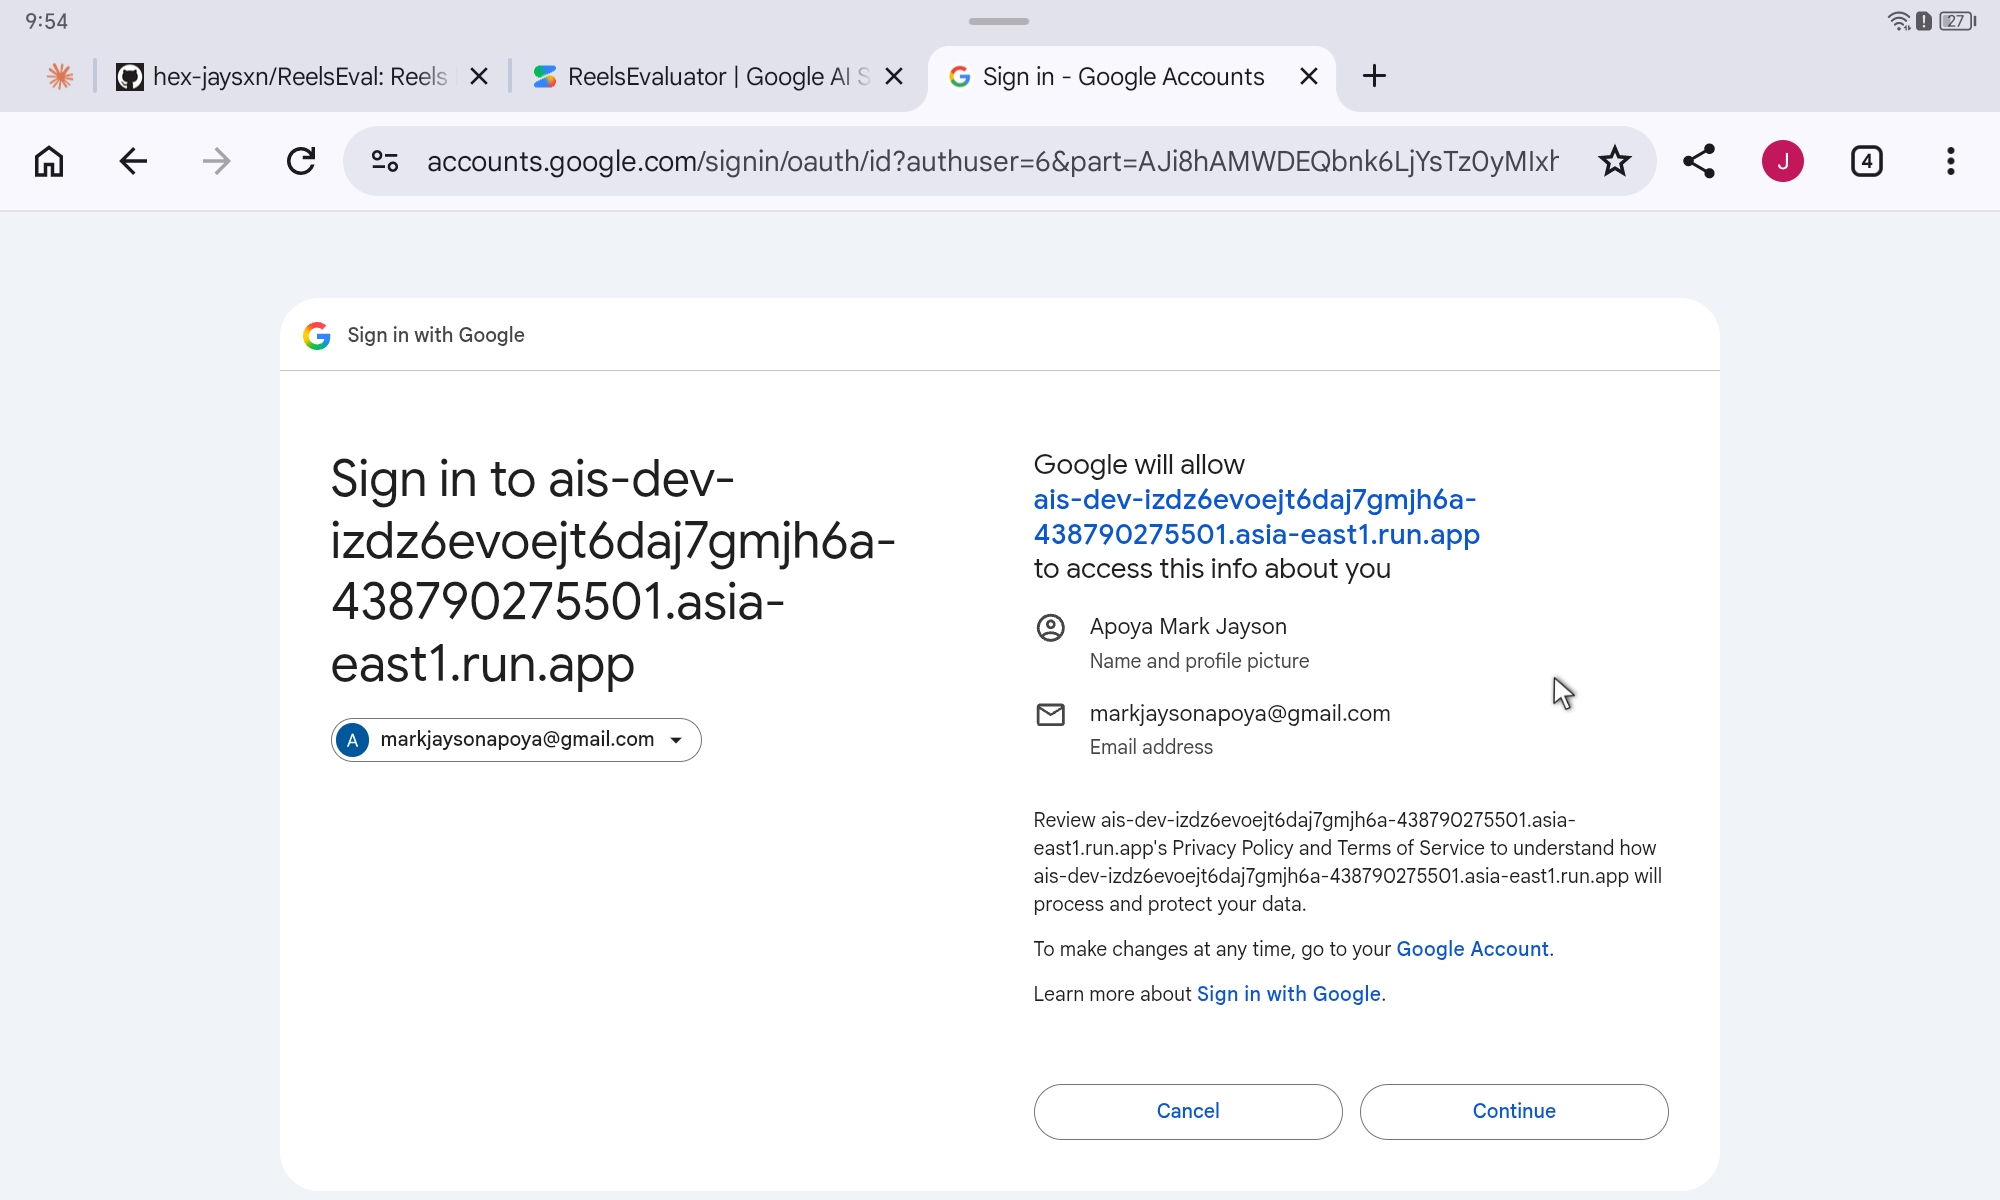 9:54
27
hex-jaysxn/ReelsEval: Reels
ReelsEvaluator | Google AI S
Sign in - Google Accounts
accounts.google.com/signin/oauth/id?authuser=6&part=AJi8hAMWDEQbnk6LjYsTz0yMIxh
J
4
Sign in with Google
Sign in to ais-dev-
izdz6evoejt6daj7gmjh6a-
438790275501.asia-
east1.run.app
A markjaysonapoya@gmail.com
Google will allow
ais-dev-izdz6evoejt6daj7gmjh6a-
438790275501.asia-east1.run.app
to access this info about you
Apoya Mark Jayson
Name and profile picture
markjaysonapoya@gmail.com
Email address
Review ais-dev-izdz6evoejt6daj7gmjh6a-438790275501.asia-
east1.run.app's Privacy Policy and Terms of Service to understand how
ais-dev-izdz6evoejt6daj7gmjh6a-438790275501.asia-east1.run.app will
process and protect your data.
To make changes at any time, go to your Google Account.
Learn more about Sign in with Google.
Cancel
Continue